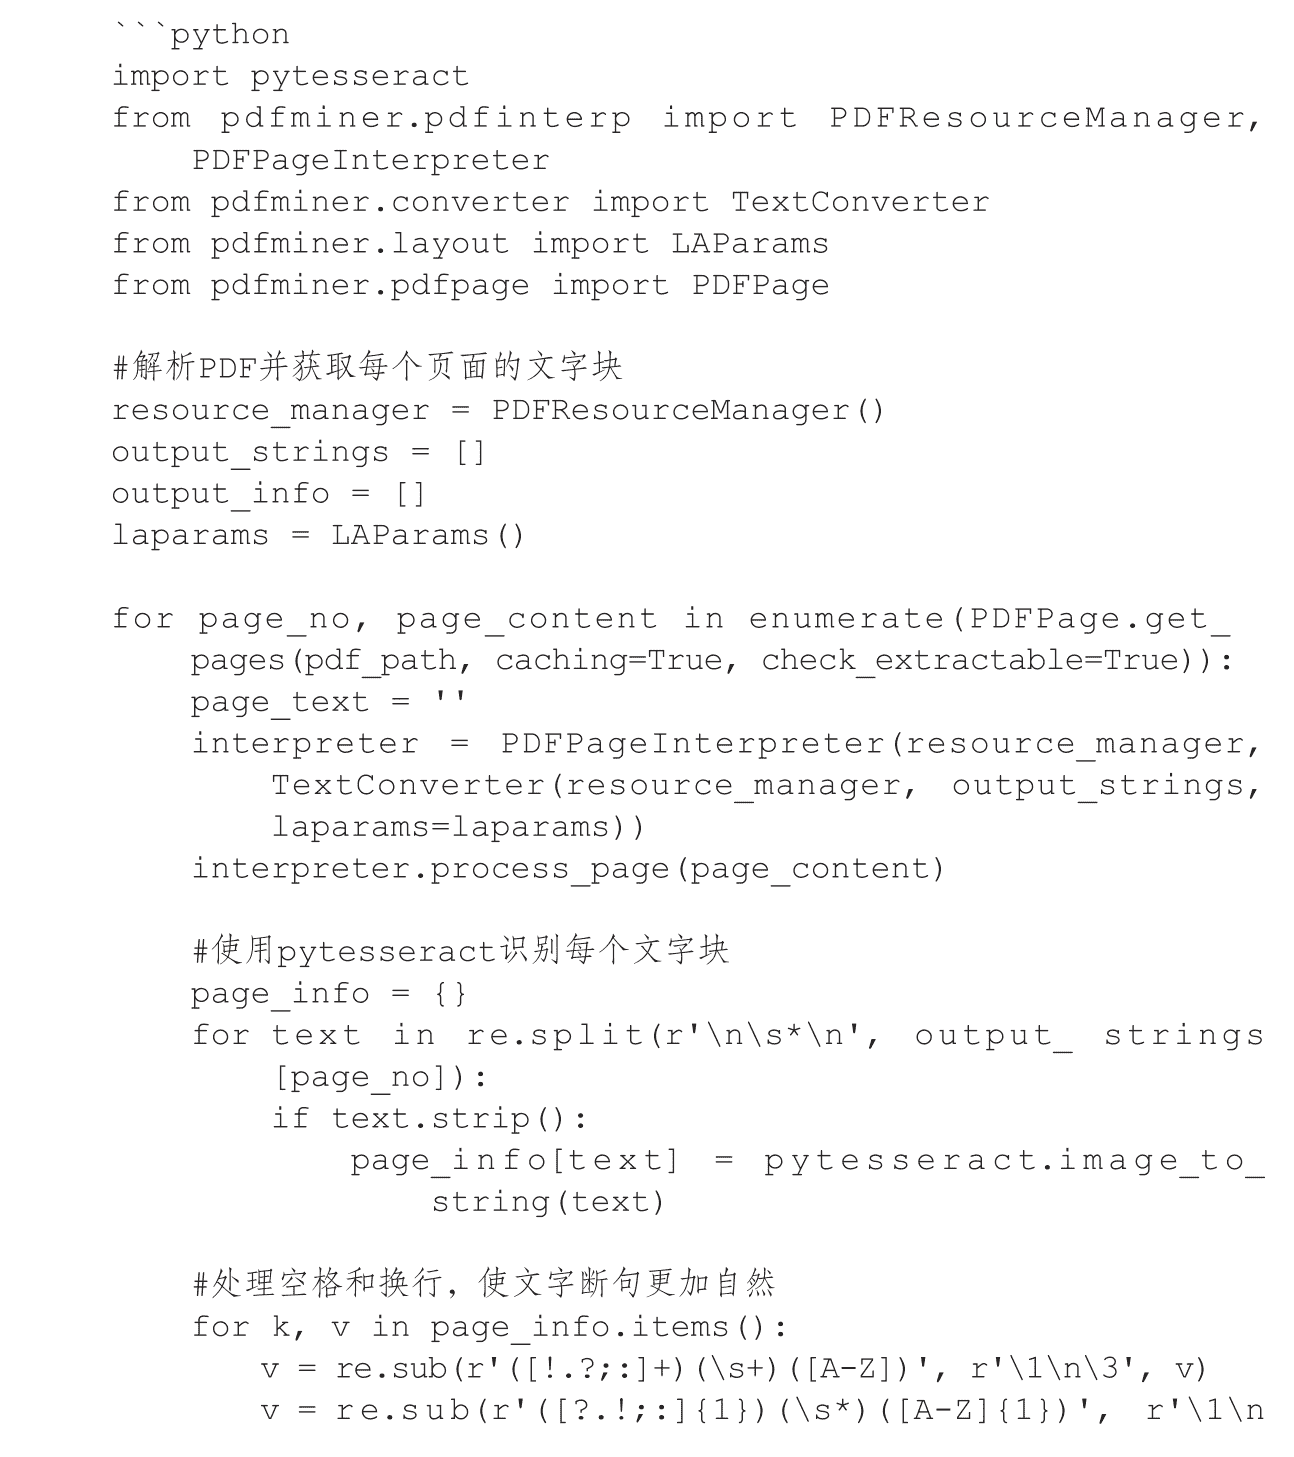 ```python
import pytesseract
from pdfminer.pdfinterp import PDFResourceManager,
    PDFPageInterpreter
from pdfminer.converter import TextConverter
from pdfminer.layout import LAParams
from pdfminer.pdfpage import PDFPage

#解析PDF并获取每个页面的文字块
resource_manager = PDFResourceManager()
output_strings = []
output_info = []
laparams = LAParams()

for page_no, page_content in enumerate(PDFPage.get_
    pages(pdf_path, caching=True, check_extractable=True)):
    page_text = ''
    interpreter = PDFPageInterpreter(resource_manager,
        TextConverter(resource_manager, output_strings,
        laparams=laparams))
    interpreter.process_page(page_content)

    #使用pytesseract识别每个文字块
    page_info = {}
    for text in re.split(r'\n\s*\n', output_ strings
        [page_no]):
        if text.strip():
            page_info[text] = pytesseract.image_to_
                string(text)

    #处理空格和换行，使文字断句更加自然
    for k, v in page_info.items():
        v = re.sub(r'([!.?;:]+)(\s+)([A-Z])', r'\1\n\3', v)
        v = re.sub(r'([?.!;:]{1})(\s*)([A-Z]{1})', r'\1\n